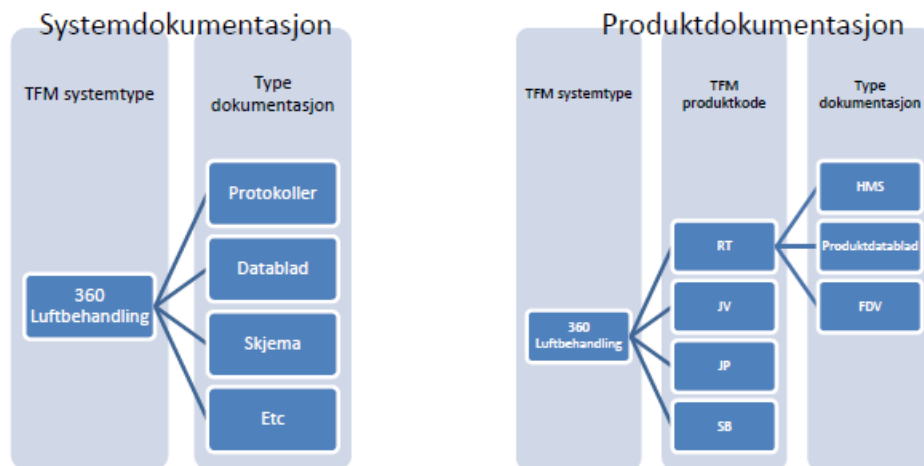 Systemdokumentasjon
TFM systemtype
Type
dokumentasjon
360
Luftbehandling
Protokoller
Datablad
Skjema
Etc
Produktdokumentasjon
TFM systemtype
TFM
produktkode
Type
dokumentasjon
360
Luftbehandling
RT
JV
JP
SB
HMS
Produktdatablad
FDV